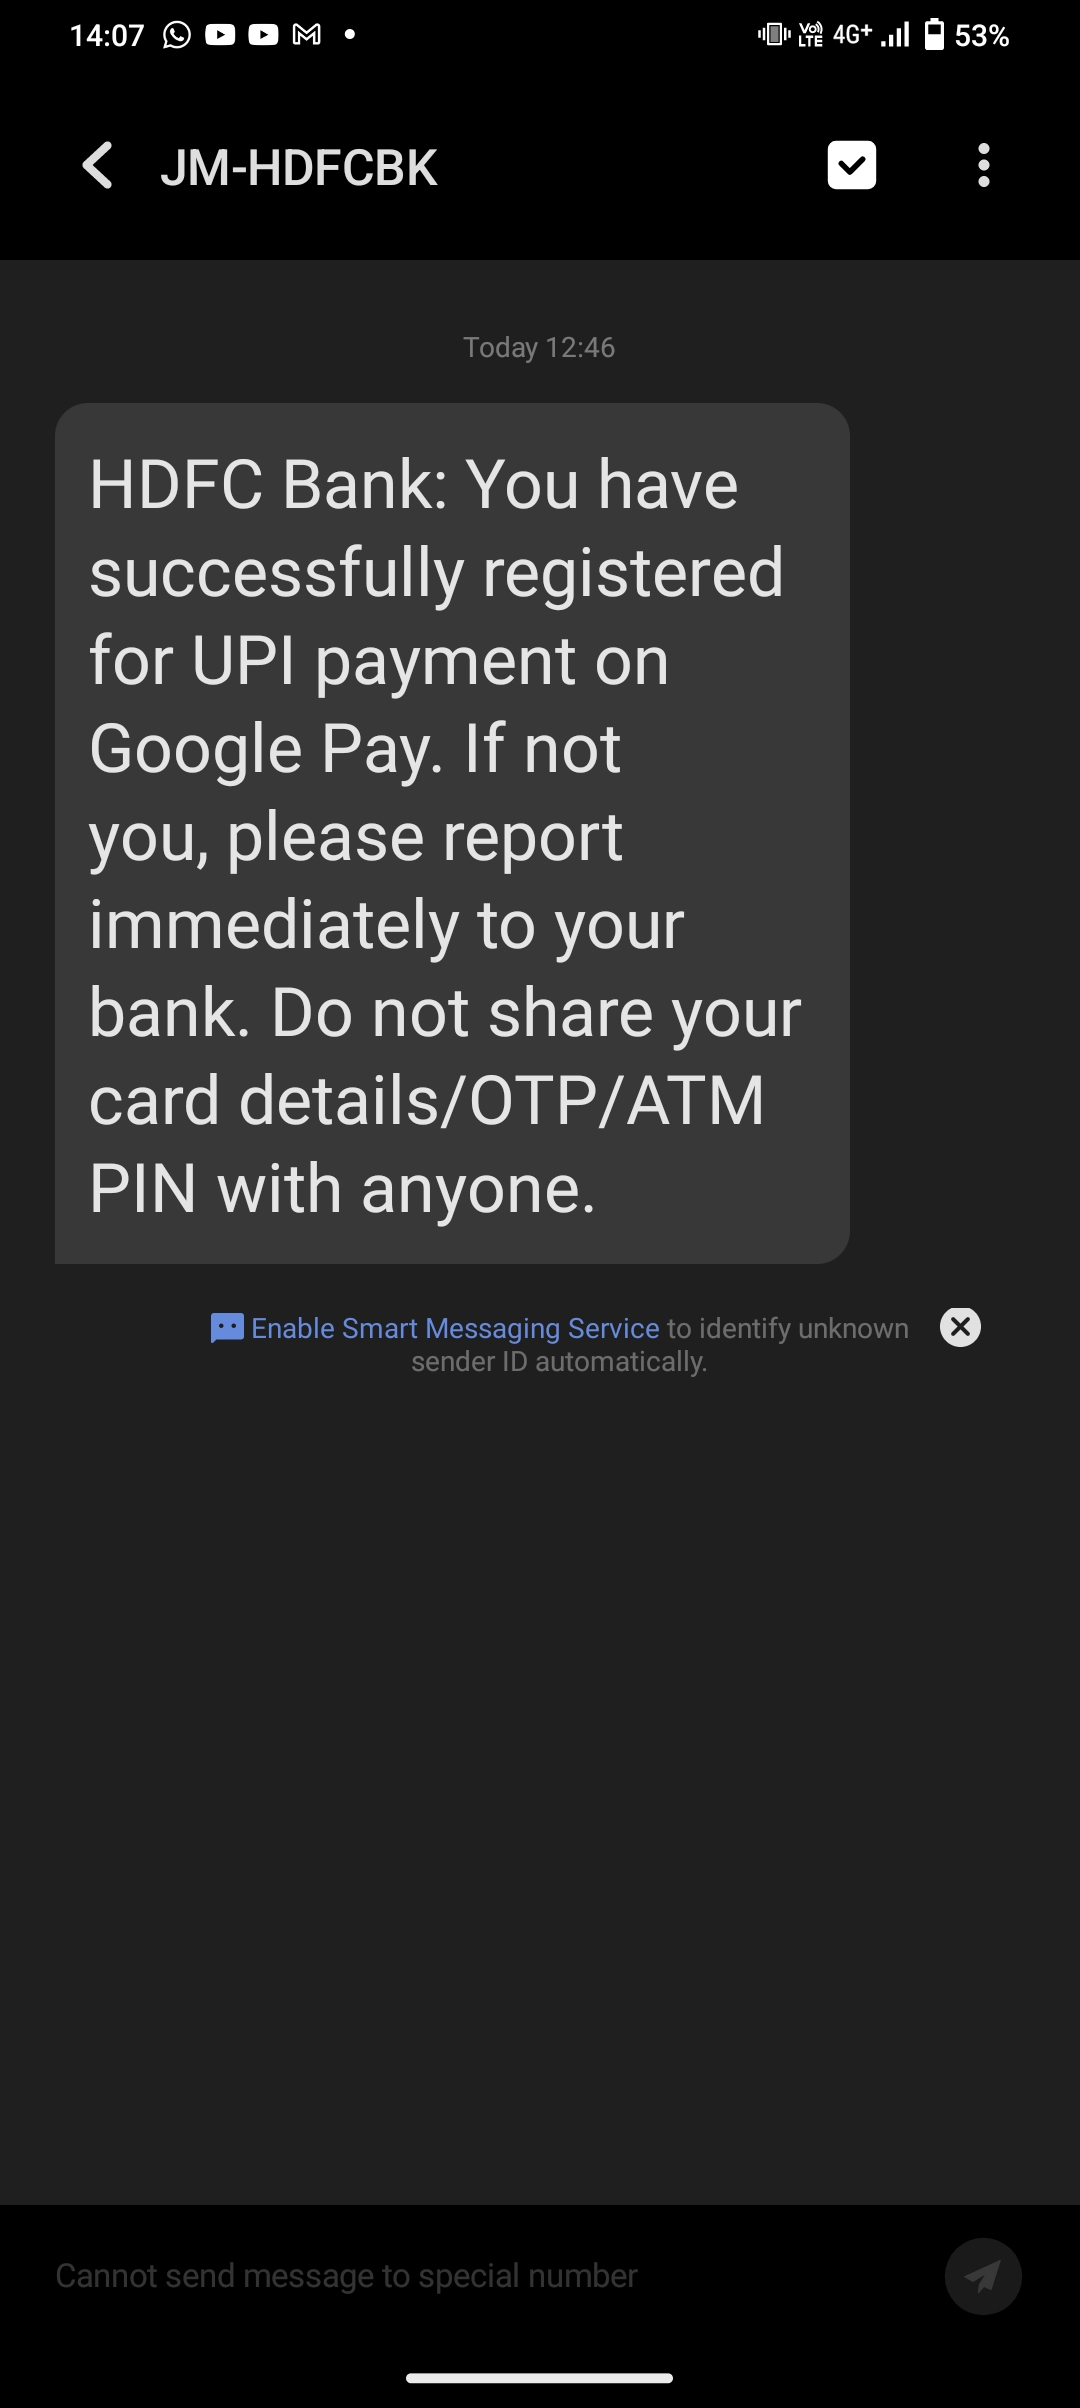 14:07
Vo LTE 4G+ 53%
JM-HDFCBK
Today 12:46
HDFC Bank: You have
successfully registered
for UPI payment on
Google Pay. If not
you, please report
immediately to your
bank. Do not share your
card details/OTP/ATM
PIN with anyone.
Enable Smart Messaging Service to identify unknown
sender ID automatically.
Cannot send message to special number